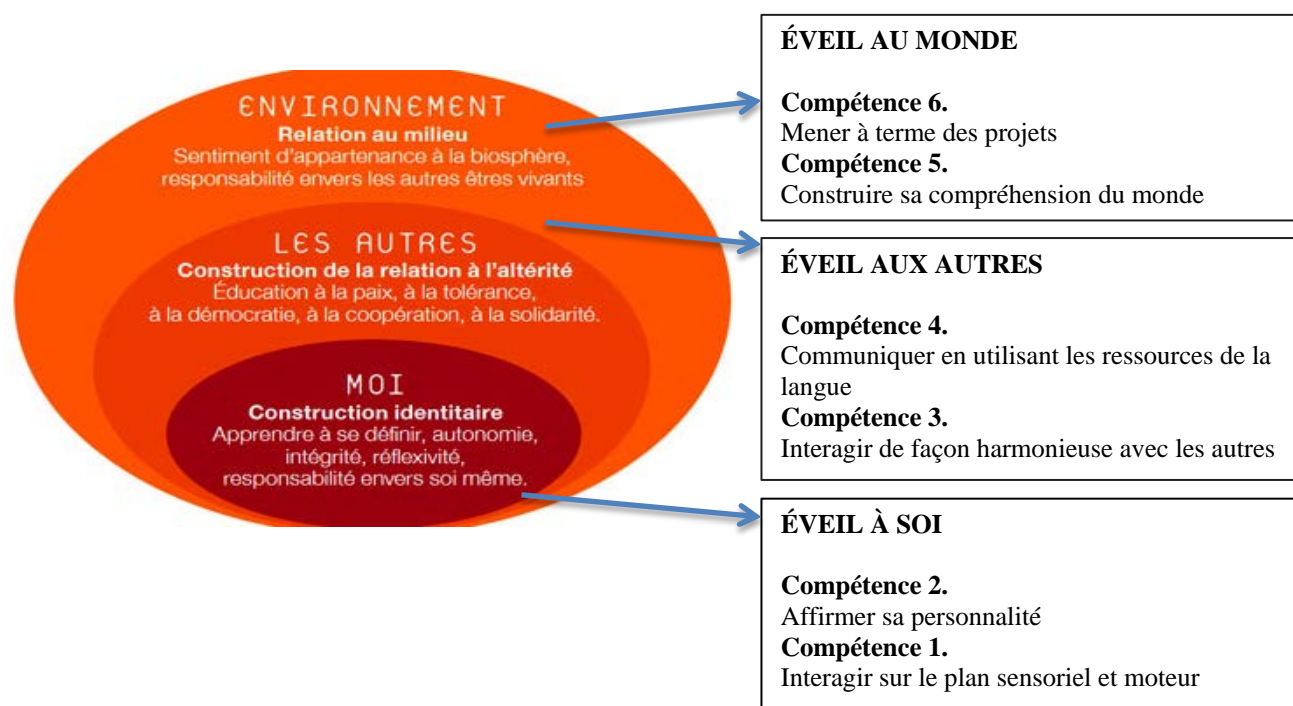 ENVIRONNEMENT
Relation au milieu
Sentiment d'appartenance à la biosphère,
responsabilité envers les autres êtres vivants
LES AUTRES
Construction de la relation à l'altérité
Éducation à la paix, à la tolérance,
à la démocratie, à la coopération, à la solidarité.
MOI
Construction identitaire
Apprendre à se définir, autonomie,
intégrité, réflexivité,
responsabilité envers soi même.
ÉVEIL AU MONDE
Compétence 6.
Mener à terme des projets
Compétence 5.
Construire sa compréhension du monde
ÉVEIL AUX AUTRES
Compétence 4.
Communiquer en utilisant les ressources de la
langue
Compétence 3.
Interagir de façon harmonieuse avec les autres
ÉVEIL À SOI
Compétence 2.
Affirmer sa personnalité
Compétence 1.
Interagir sur le plan sensoriel et moteur